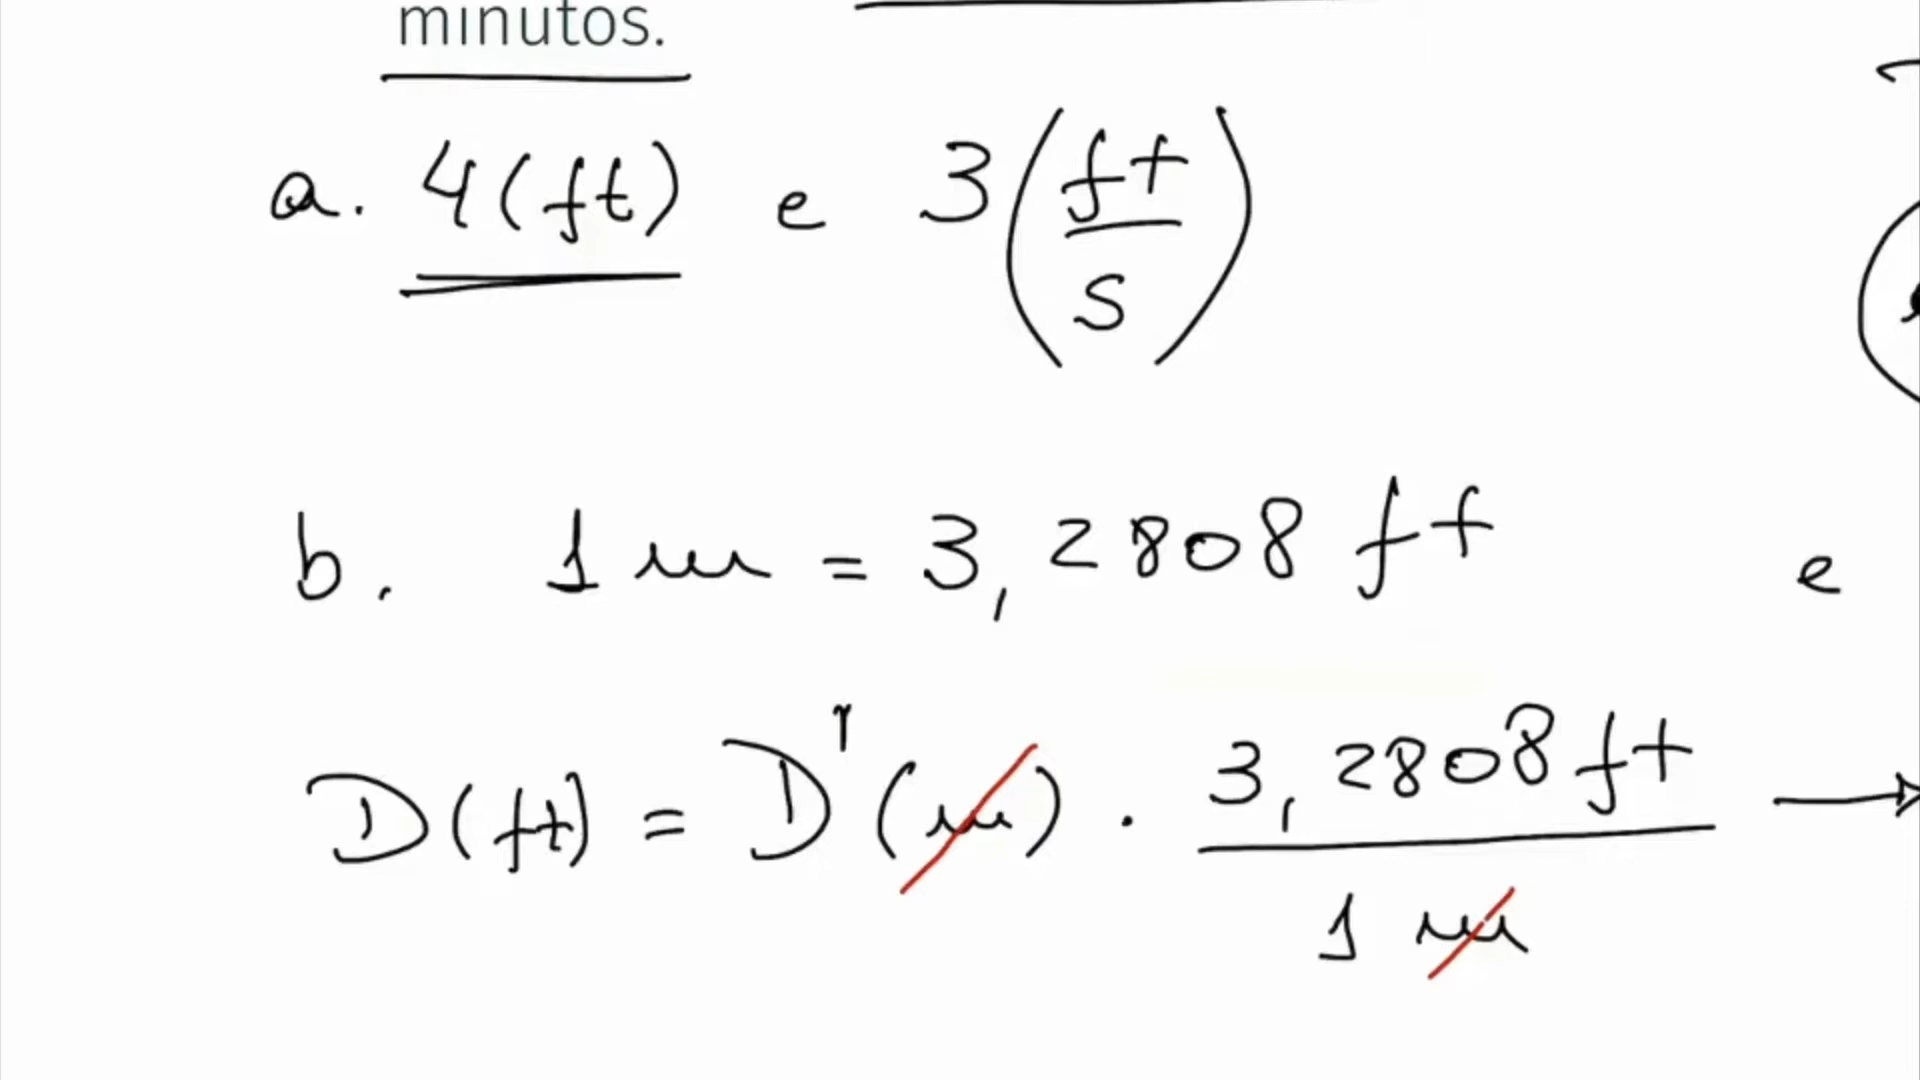 minutos.
a. 4(ft) e 3(ft/s)
b. 1 m = 3,2808 ft e
D(ft) = D'(m) · 3,2808 ft / 1 m →